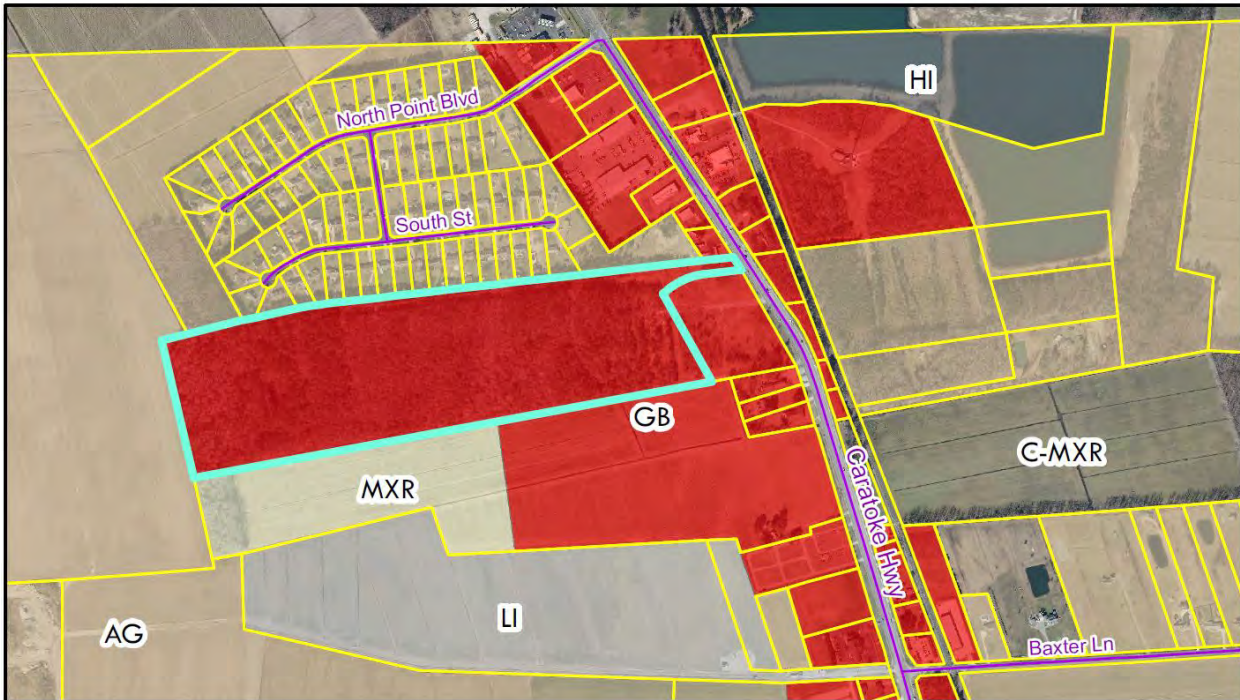 HI
North Point Blvd
South St
GB
C-MXR
MXR
Caratoke Hwy
LI
AG
Baxter Ln